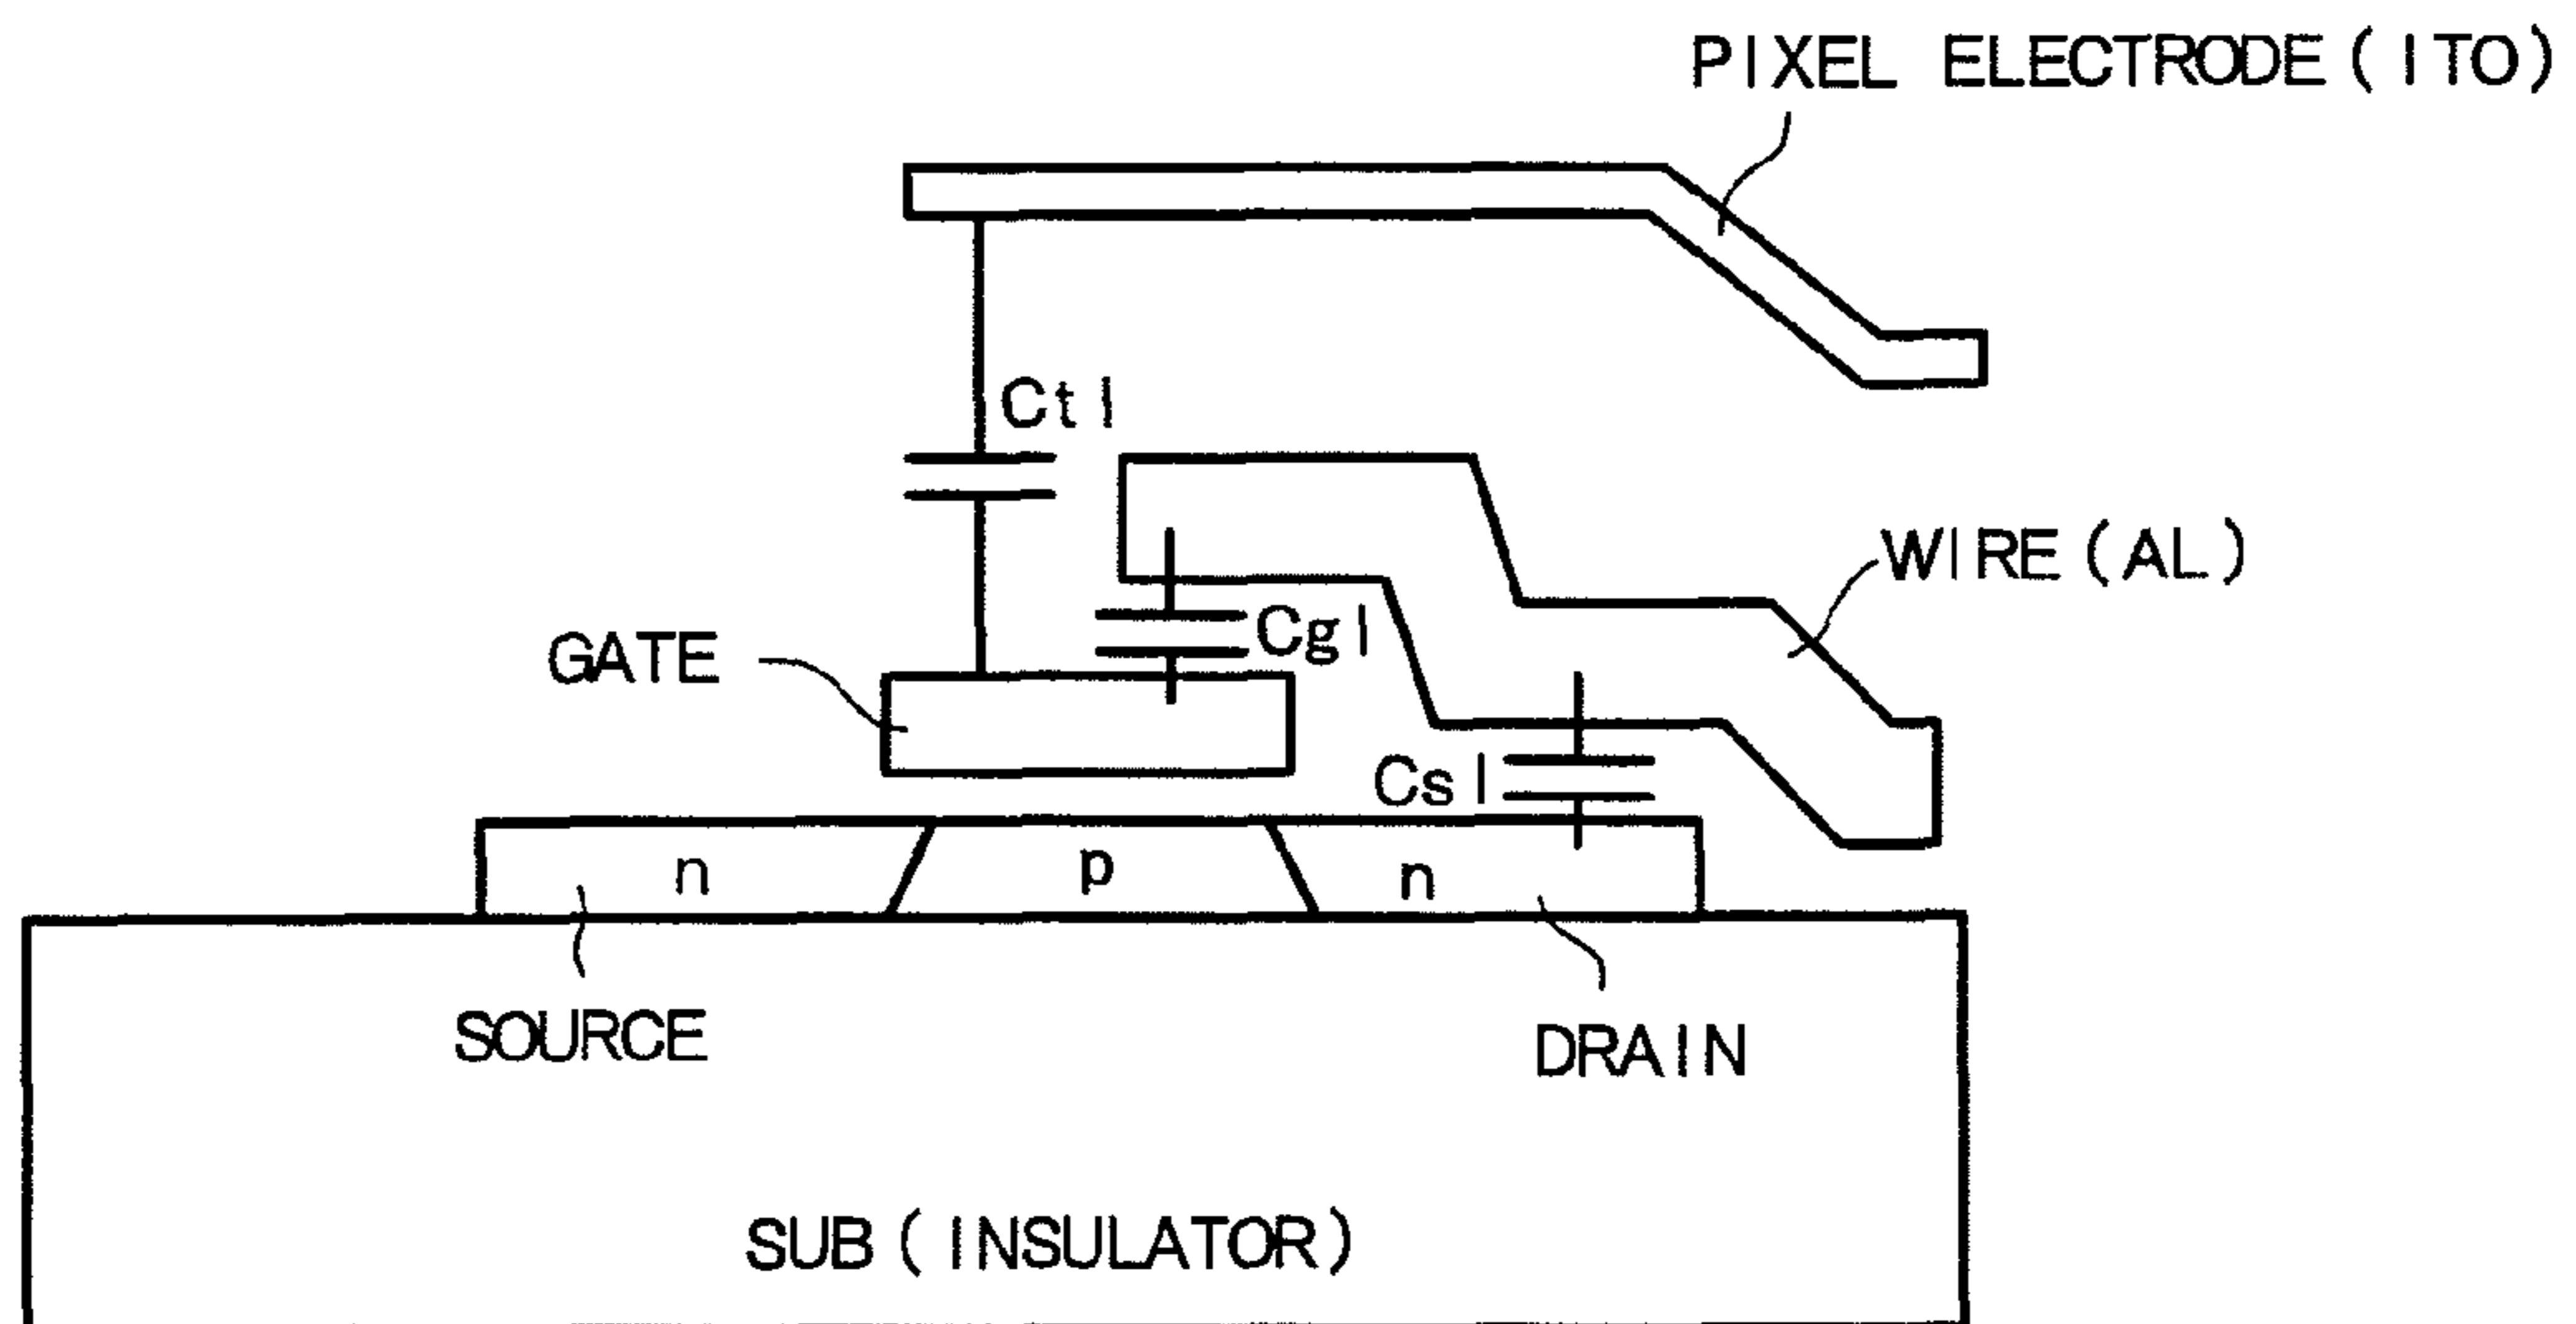 PIXEL ELECTRODE(ITO)
Ctl
WIRE(AL)
Cgl
GATE
Csl
n
p
n
SOURCE
DRAIN
SUB(INSULATOR)